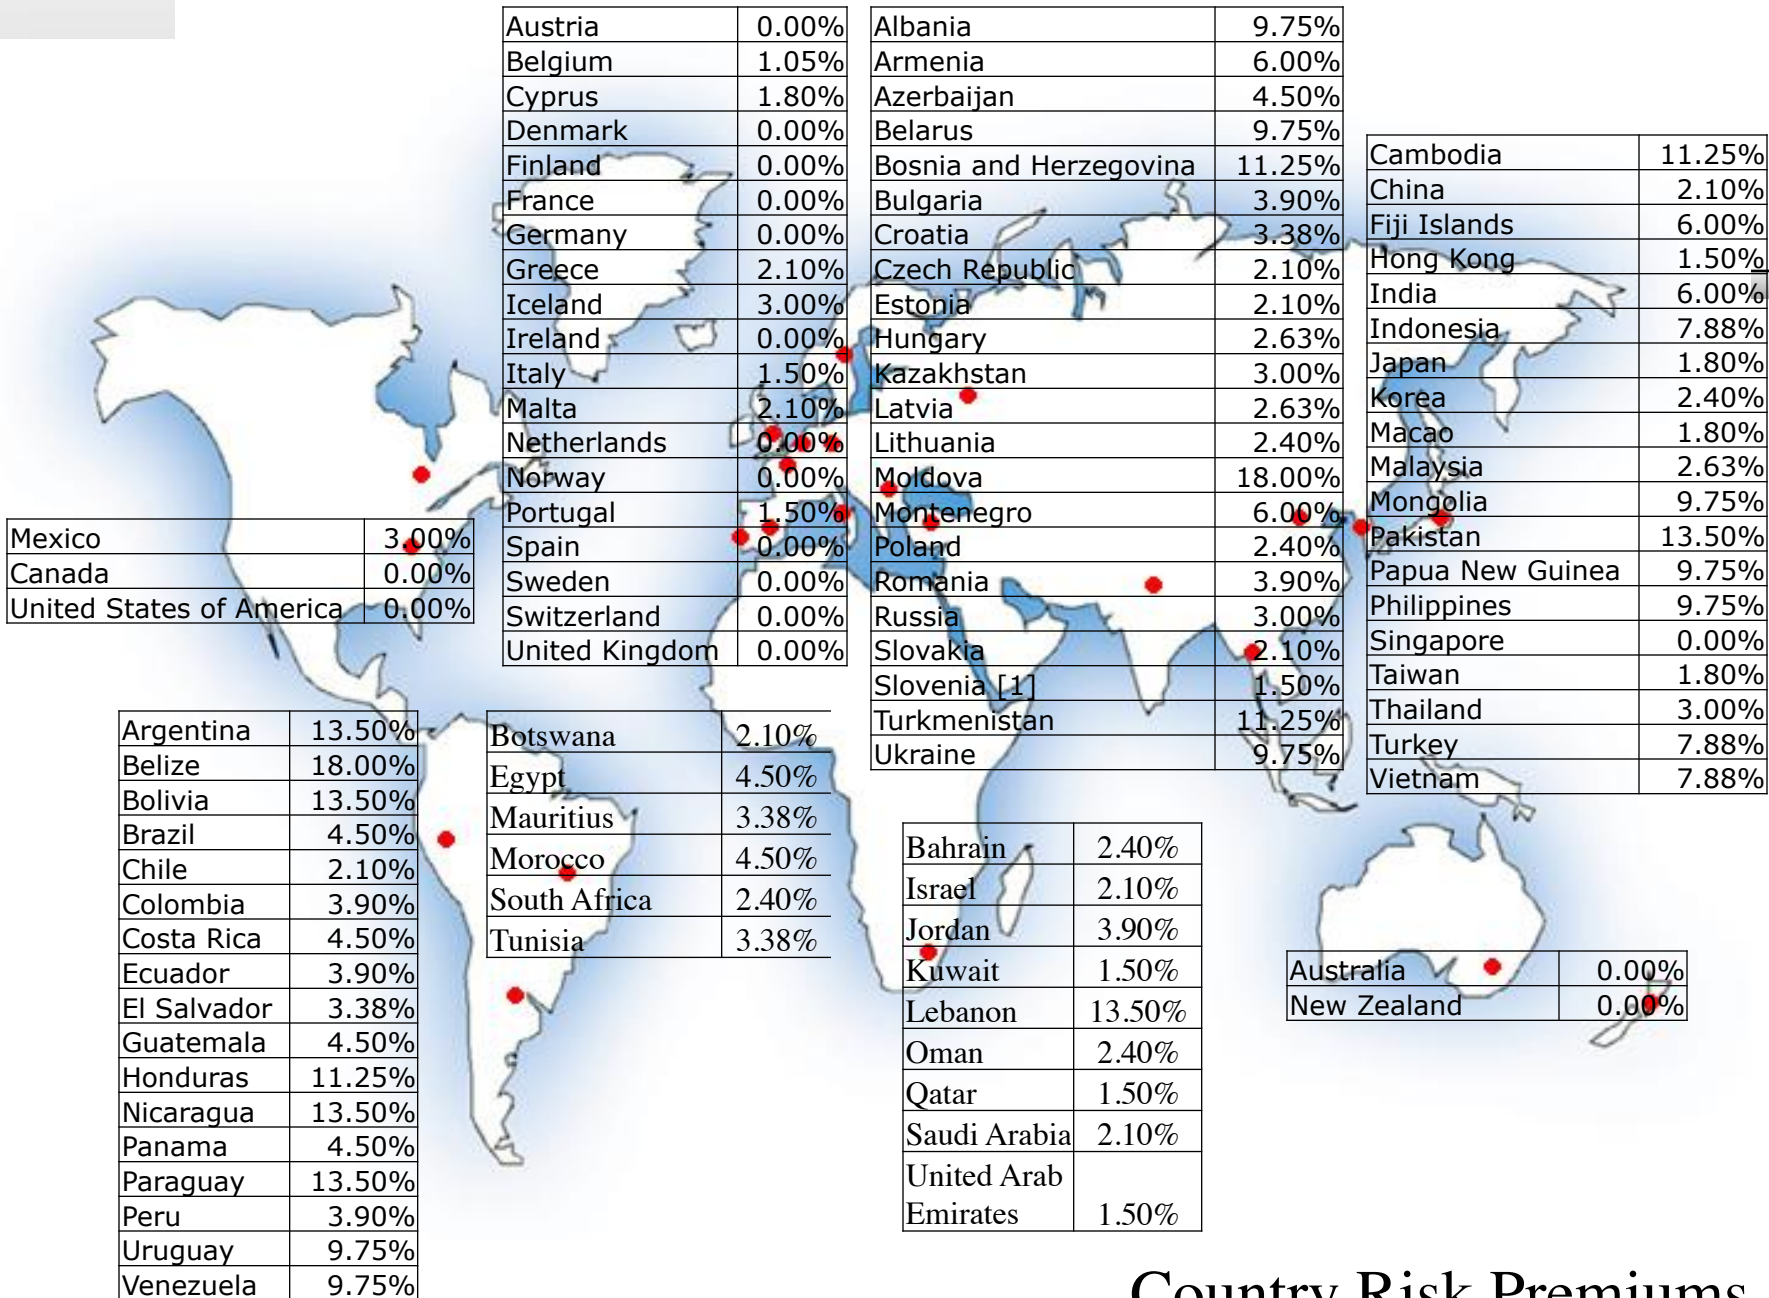 Austria 0.00%
Belgium 1.05%
Cyprus 1.80%
Denmark 0.00%
Finland 0.00%
France 0.00%
Germany 0.00%
Greece 2.10%
Iceland 3.00%
Ireland 0.00%
Italy 1.50%
Malta 2.10%
Netherlands 0.00%
Norway 0.00%
Portugal 1.50%
Spain 0.00%
Sweden 0.00%
Switzerland 0.00%
United Kingdom 0.00%
Albania 9.75%
Armenia 6.00%
Azerbaijan 4.50%
Belarus 9.75%
Bosnia and Herzegovina 11.25%
Bulgaria 3.90%
Croatia 3.38%
Czech Republic 2.10%
Estonia 2.10%
Hungary 2.63%
Kazakhstan 3.00%
Latvia 2.63%
Lithuania 2.40%
Moldova 18.00%
Montenegro 6.00%
Poland 2.40%
Romania 3.90%
Russia 3.00%
Slovakia 2.10%
Slovenia [1] 1.50%
Turkmenistan 11.25%
Ukraine 9.75%
Cambodia 11.25%
China 2.10%
Fiji Islands 6.00%
Hong Kong 1.50%
India 6.00%
Indonesia 7.88%
Japan 1.80%
Korea 2.40%
Macao 1.80%
Malaysia 2.63%
Mongolia 9.75%
Pakistan 13.50%
Papua New Guinea 9.75%
Philippines 9.75%
Singapore 0.00%
Taiwan 1.80%
Thailand 3.00%
Turkey 7.88%
Vietnam 7.88%
Mexico 3.00%
Canada 0.00%
United States of America 0.00%
Argentina 13.50%
Belize 18.00%
Bolivia 13.50%
Brazil 4.50%
Chile 2.10%
Colombia 3.90%
Costa Rica 4.50%
Ecuador 3.90%
El Salvador 3.38%
Guatemala 4.50%
Honduras 11.25%
Nicaragua 13.50%
Panama 4.50%
Paraguay 13.50%
Peru 3.90%
Uruguay 9.75%
Venezuela 9.75%
Botswana 2.10%
Egypt 4.50%
Mauritius 3.38%
Morocco 4.50%
South Africa 2.40%
Tunisia 3.38%
Bahrain 2.40%
Israel 2.10%
Jordan 3.90%
Kuwait 1.50%
Lebanon 13.50%
Oman 2.40%
Qatar 1.50%
Saudi Arabia 2.10%
United Arab
Emirates 1.50%
Australia 0.00%
New Zealand 0.00%
Country Risk Premiums